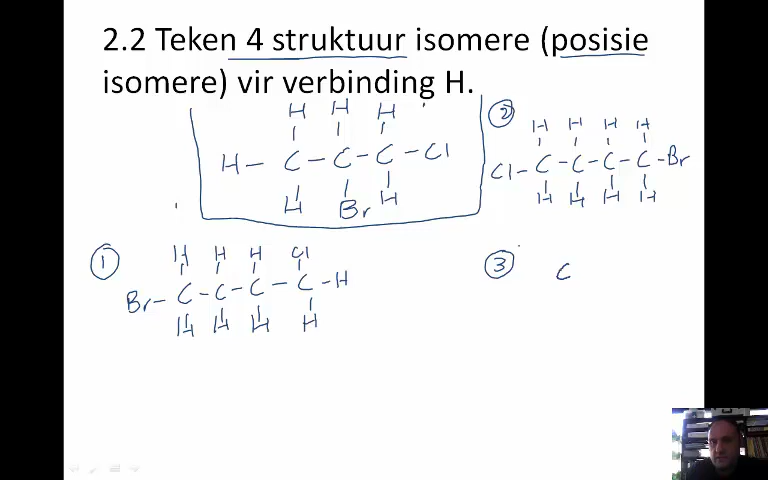 2.2 Teken 4 struktuur isomere (posisie
isomere) vir verbinding H.
H H H
H – C – C – C – Cl
H Br H
②
H H H H
Cl – C – C – C – C – Br
H H H H
①
H H H Cl
Br – C – C – C – C – H
H H H H
③ C